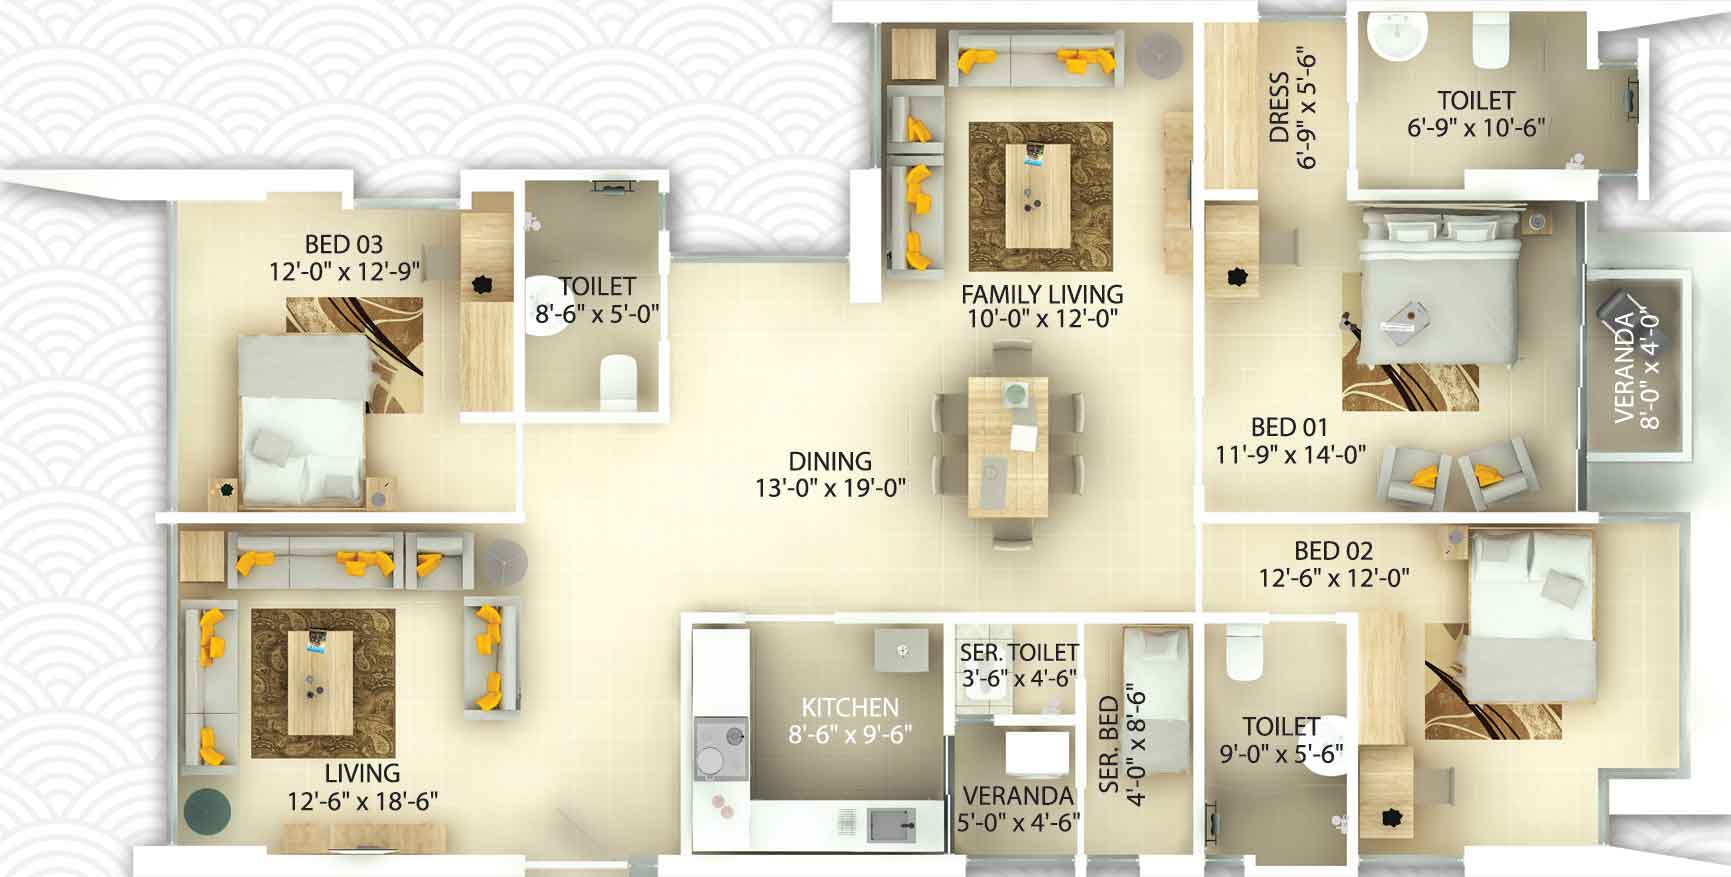 DRESS
6'-9" x 5'-6"
TOILET
6'-9" x 10'-6"
BED 03
12'-0" x 12'-9"
TOILET
8'-6" x 5'-0"
FAMILY LIVING
10'-0" x 12'-0"
VERANDA
8'-0" x 4'-0"
BED 01
11'-9" x 14'-0"
DINING
13'-0" x 19'-0"
BED 02
12'-6" x 12'-0"
SER. TOILET
3'-6" x 4'-6"
KITCHEN
8'-6" x 9'-6"
SER. BED
4'-0" x 8'-6"
TOILET
9'-0" x 5'-6"
LIVING
12'-6" x 18'-6"
VERANDA
5'-0" x 4'-6"